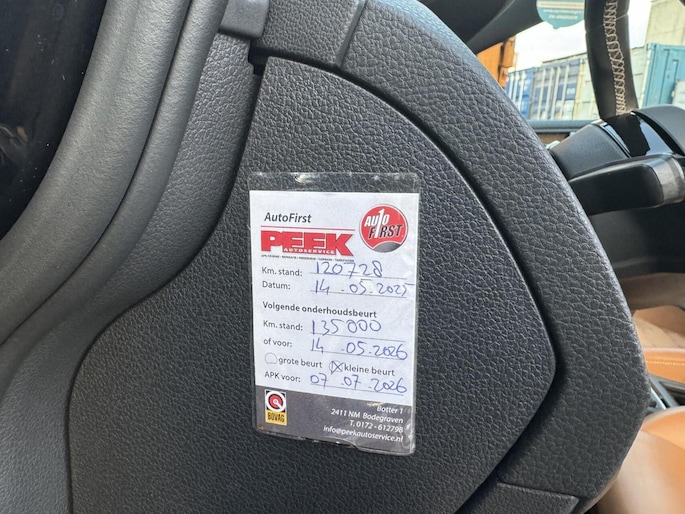 AutoFirst
PEEK
AUTOSERVICE
AUTO
FIRST
Km. stand: 120728
Datum: 14.05.2025
Volgende onderhoudsbeurt
Km. stand: 135000
of voor: 14.05.2026
grote beurt kleine beurt
APK voor: 07.07.2026
BOVAG
Botter 1
2411 NM Bodegraven
T. 0172 - 612798
info@peekautoservice.nl